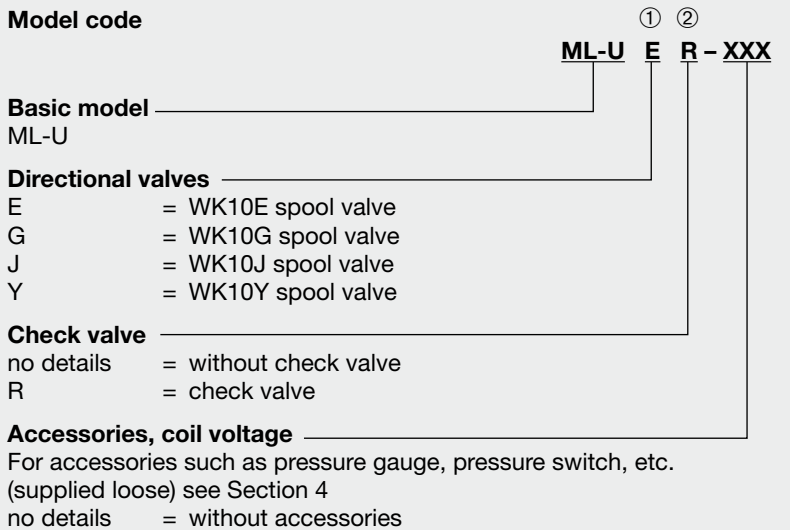 Model code ① ②
ML-U E R – XXX
Basic model
ML-U
Directional valves
E = WK10E spool valve
G = WK10G spool valve
J = WK10J spool valve
Y = WK10Y spool valve
Check valve
no details = without check valve
R = check valve
Accessories, coil voltage
For accessories such as pressure gauge, pressure switch, etc.
(supplied loose) see Section 4
no details = without accessories